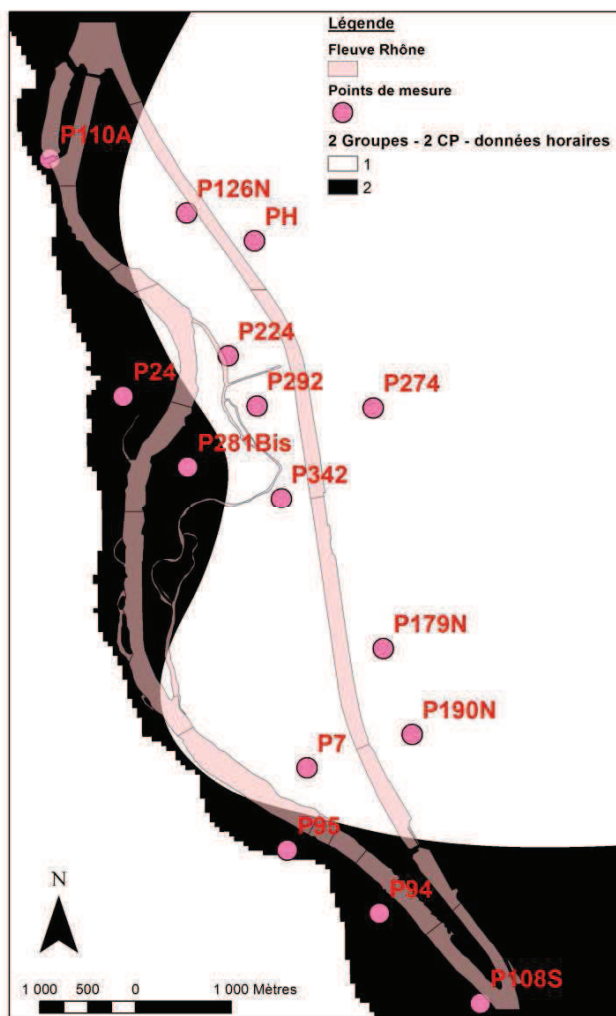 Légende
Fleuve Rhône
Points de mesure
2 Groupes - 2 CP - données horaires
1
2
P110A
P126N
PH
P224
P24
P292
P274
P281Bis
P342
P179N
P190N
P7
P95
N
P94
P108S
1 000 500 0 1 000 Mètres